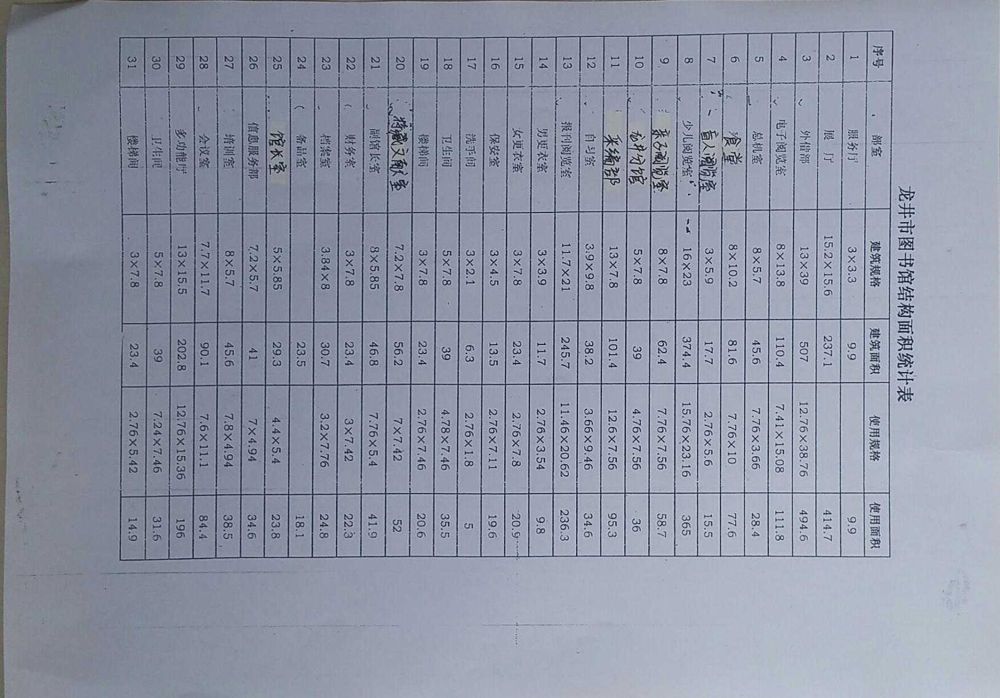 龙井市图书馆结构面积统计表
序号 部室 建筑规格 建筑面积 使用规格 使用面积
1 服务厅 3×3.3 9.9 9.9
2 展 厅 15.2×15.6 237.1 414.7
3 外借部 13×39 507 12.76×38.76 494.6
4 电子阅览室 8×13.8 110.4 7.41×15.08 111.8
5 总机室 8×5.7 45.6 7.76×3.66 28.4
6 食堂 8×10.2 81.6 7.76×10 77.6
7 盲人阅览室 3×5.9 17.7 2.76×5.6 15.5
8 少儿阅览室 16×23 374.4 15.76×23.16 365
9 亲子阅览室 8×7.8 62.4 7.76×7.56 58.7
10 分馆 5×7.8 39 4.76×7.56 36
11 采编部 13×7.8 101.4 12.6×7.56 95.3
12 自习室 3.9×9.8 38.2 3.66×9.46 34.6
13 报刊阅览室 11.7×21 245.7 11.46×20.62 236.3
14 男更衣室 3×3.9 11.7 2.76×3.54 9.8
15 女更衣室 3×7.8 23.4 2.76×7.8 20.9
16 保安室 3×4.5 13.5 2.76×7.11 19.6
17 洗手间 3×2.1 6.3 2.76×1.8 5
18 卫生间 5×7.8 39 4.78×7.46 35.5
19 楼梯间 3×7.8 23.4 2.76×7.46 20.6
20 特藏文献室 7.2×7.8 56.2 7×7.42 52
21 副馆长室 8×5.85 46.8 7.76×5.4 41.9
22 财务室 3×7.8 23.4 3×7.42 22.3
23 档案室 3.84×8 30.7 3.2×7.76 24.8
24 备品室 23.5 18.1
25 馆长室 5×5.85 29.3 4.4×5.4 23.8
26 信息服务部 7.2×5.7 41 7×4.94 34.6
27 培训室 8×5.7 45.6 7.8×4.94 38.5
28 会议室 7.7×11.7 90.1 7.6×11.1 84.4
29 多功能厅 13×15.5 202.8 12.76×15.36 196
30 卫生间 5×7.8 39 7.24×7.46 31.6
31 楼梯间 3×7.8 23.4 2.76×5.42 14.9